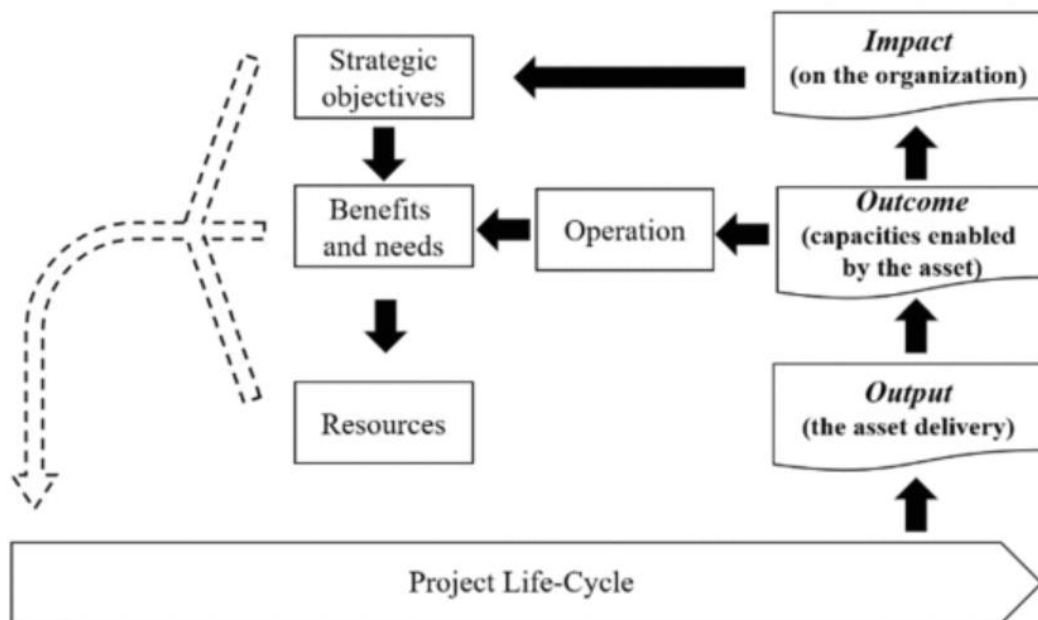 Strategic
objectives
Impact
(on the organization)
Benefits
and needs
Operation
Outcome
(capacities enabled
by the asset)
Resources
Output
(the asset delivery)
Project Life-Cycle